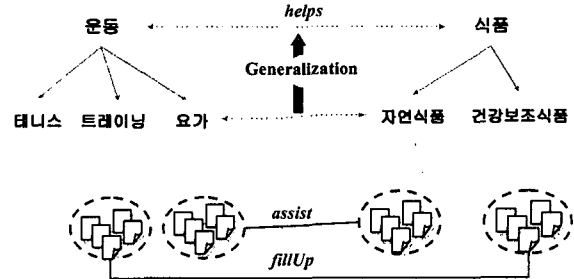 helps
운동 식품
Generalization
테니스 트레이닝 요가 자연식품 건강보조식품
assist
fillUp